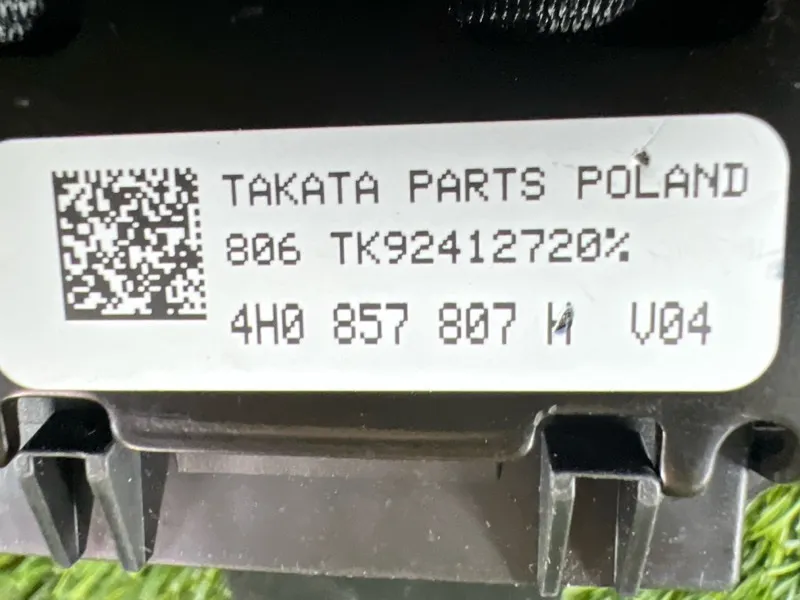 TAKATA PARTS POLAND
806 TK92412720%
4H0 857 807 V04